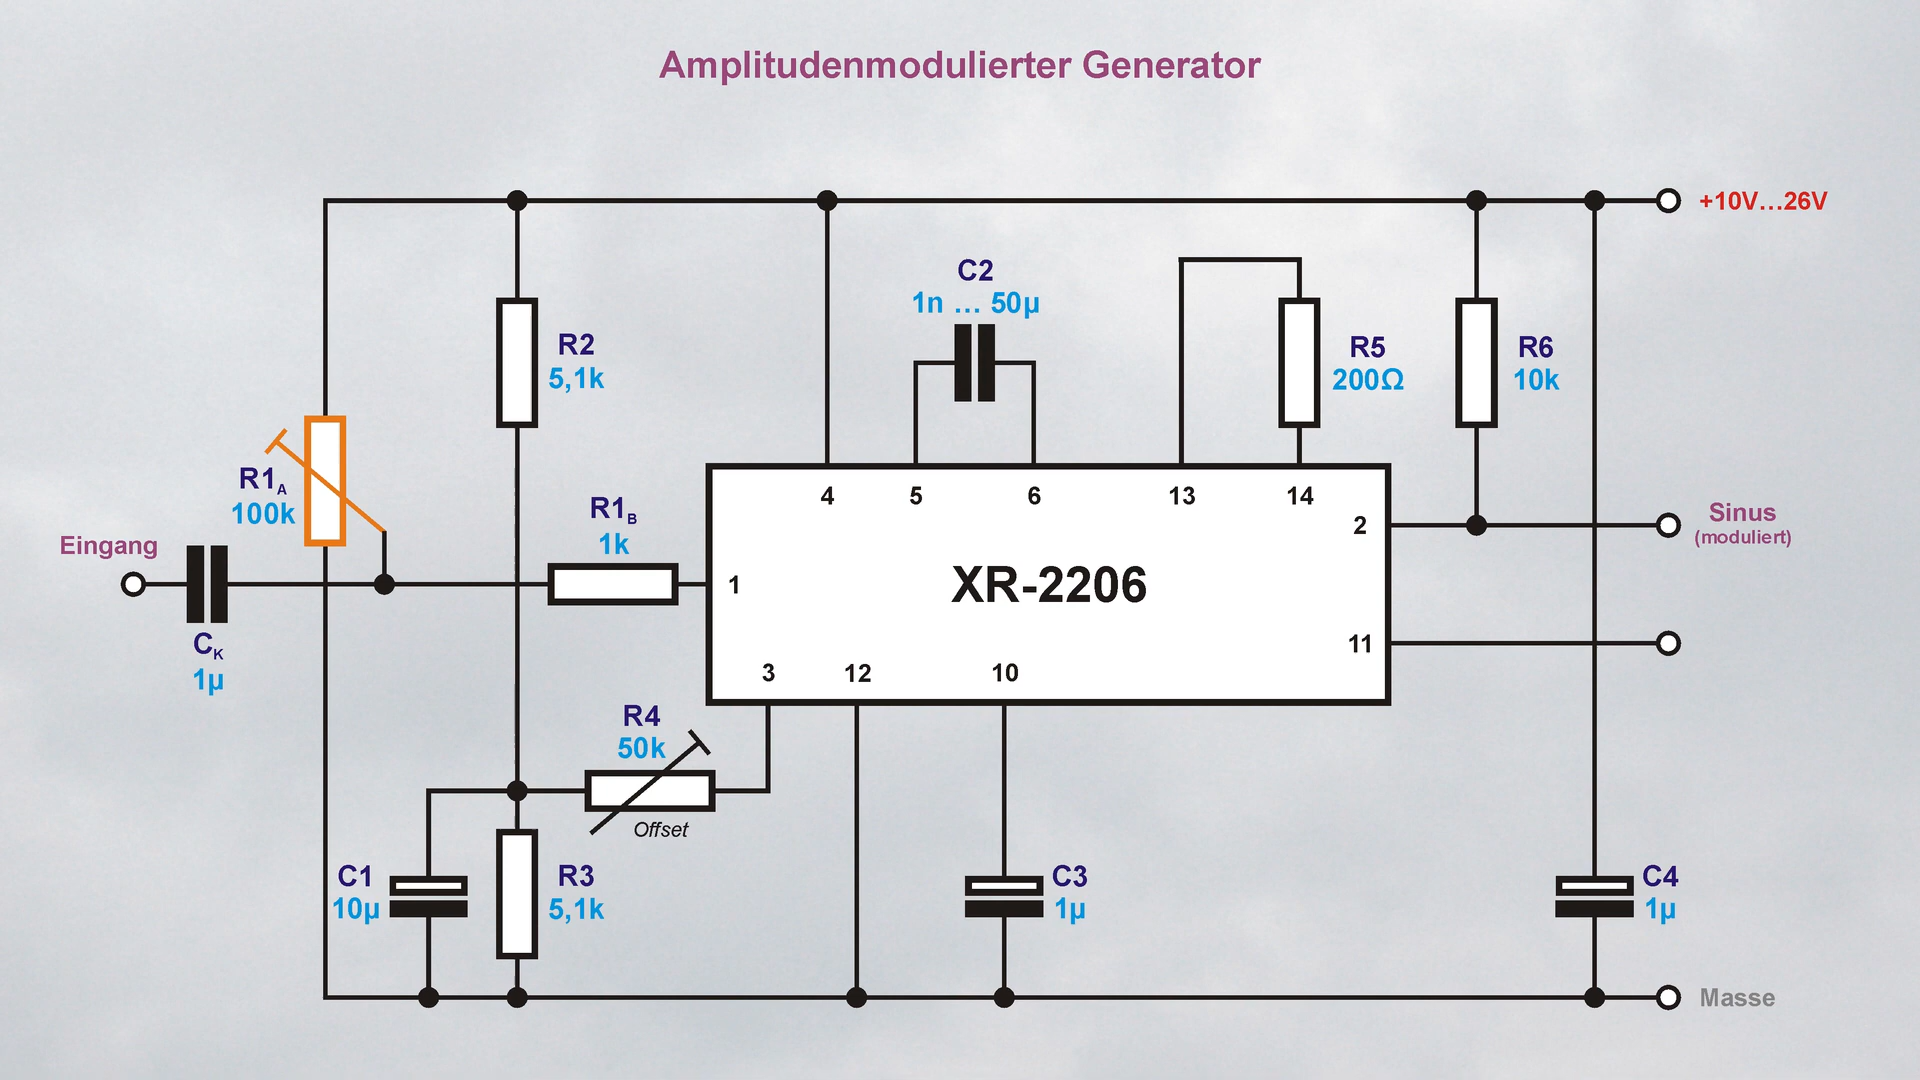 Amplitudenmodulierter Generator
+10V...26V
C2
1n ... 50µ
R2
5,1k
R5
200Ω
R6
10k
R1A
100k
R1B
1k
4
5
6
13
14
2
Sinus
(moduliert)
Eingang
1
XR-2206
CK
1µ
11
3
12
10
R4
50k
Offset
C1
10µ
R3
5,1k
C3
1µ
C4
1µ
Masse